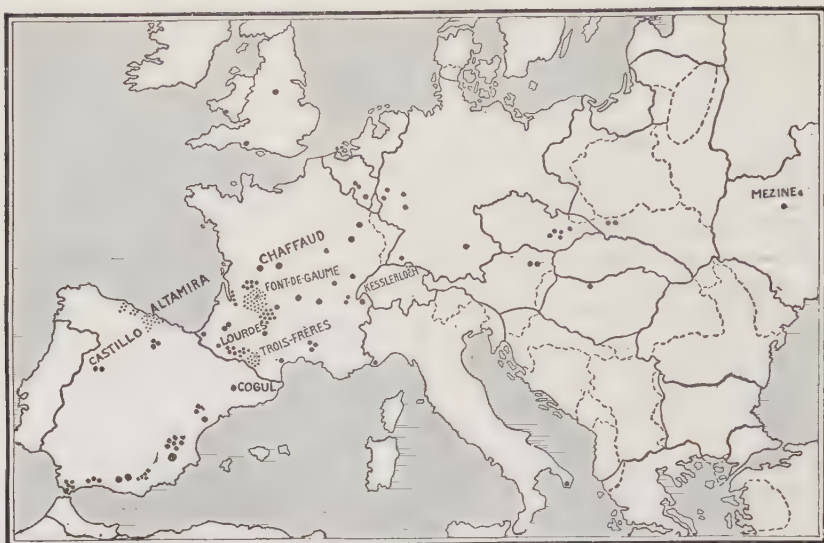 MEZINE
CHAFFAUD
FONT-DE-GAUME
KESSLERLOCH
ALTAMIRA
CASTILLO
LOURDES
TROIS-FRÈRES
COGUL